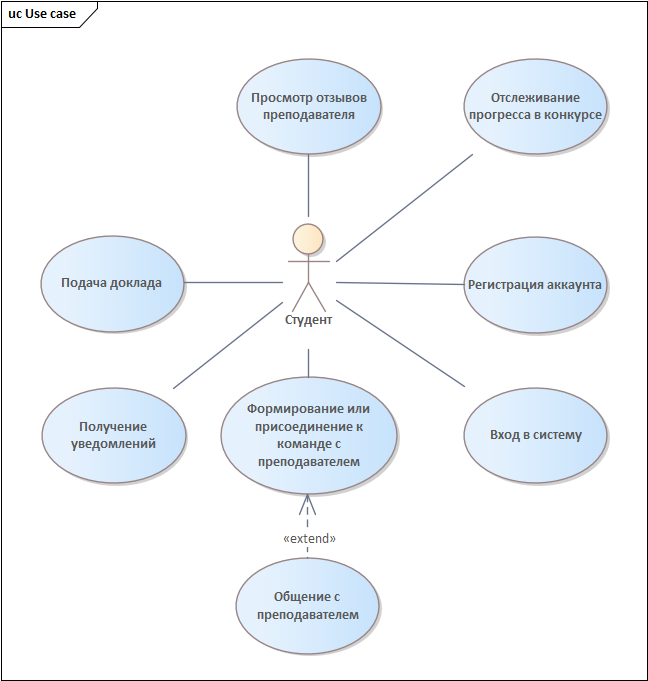 uc Use case
Просмотр отзывов
преподавателя
Отслеживание
прогресса в конкурсе
Подача доклада
Студент
Регистрация аккаунта
Получение
уведомлений
Формирование или
присоединение к
команде с
преподавателем
Вход в систему
«extend»
Общение с
преподавателем